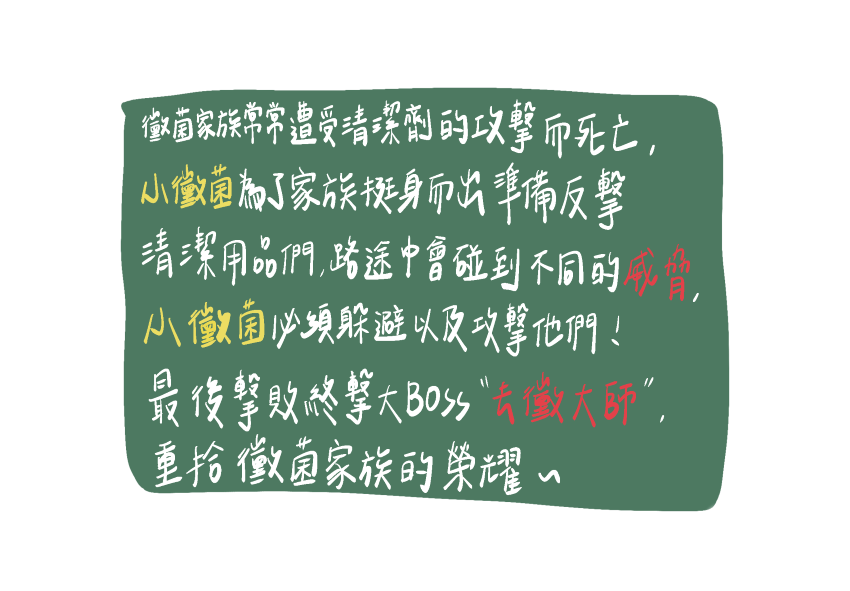 黴菌家族常常遭受清潔劑的攻擊而死亡,
小黴菌為了家族挺身而出準備反擊
清潔用品們,路途中會碰到不同的威脅,
小黴菌必須躲避以及攻擊他們!
最後擊敗終擊大Boss"去黴大師",
重拾黴菌家族的榮耀~